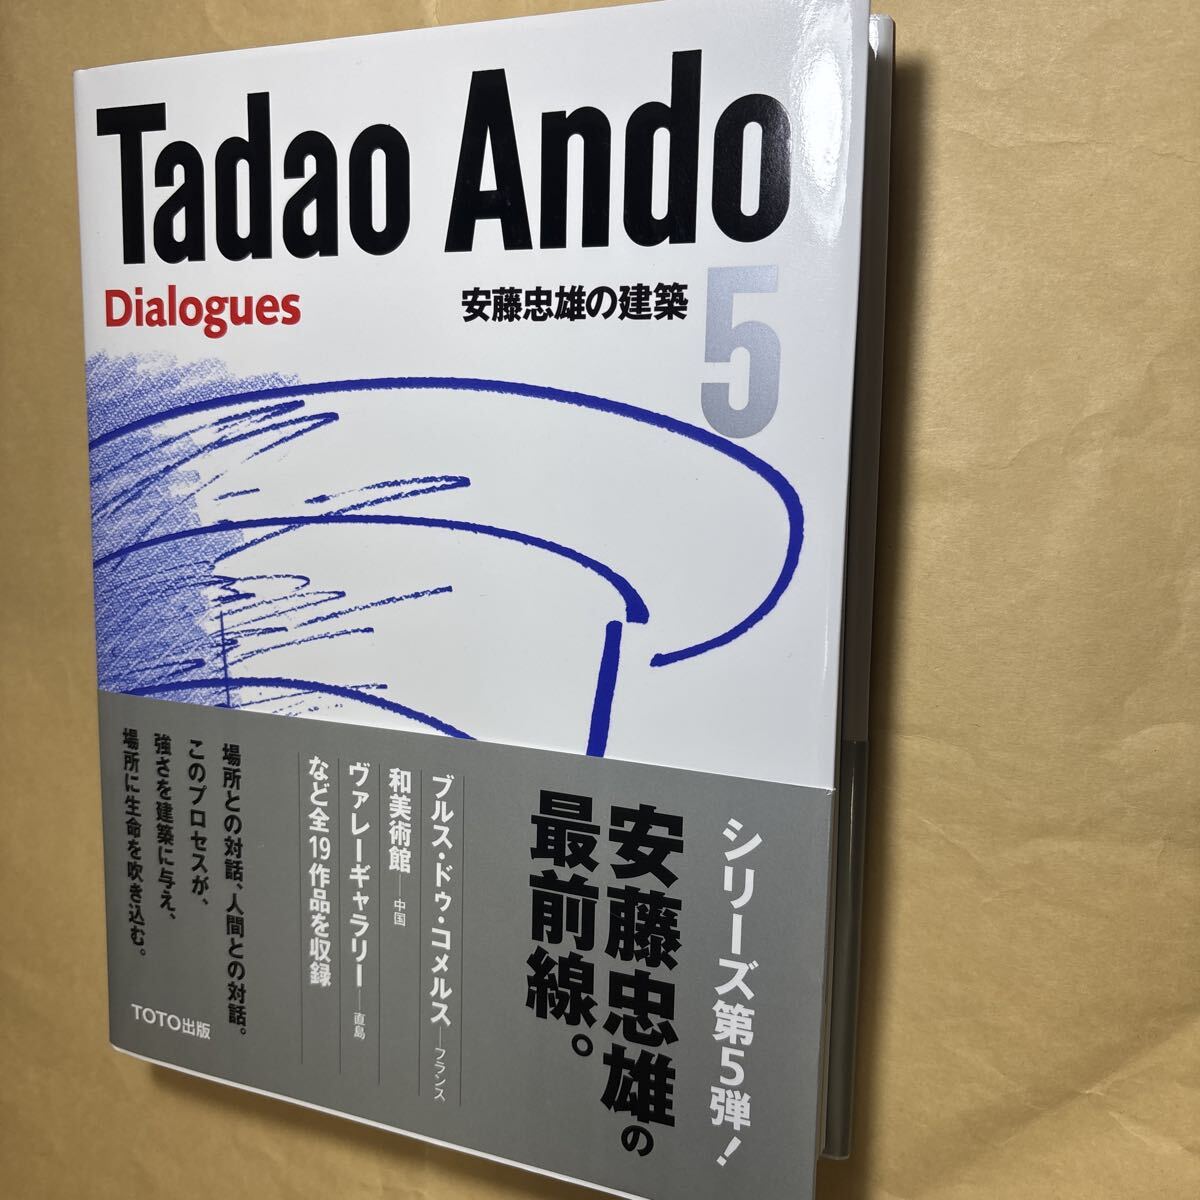 Tadao Ando
Dialogues
安藤忠雄の建築
5
シリーズ第5弾!
安藤忠雄の
最前線。
ブルス・ドゥ・コメルス—フランス
和美術館—中国
ヴァレーギャラリー—直島
など全19作品を収録
場所との対話、人間との対話。
このプロセスが、
強さを建築に与え、
場所に生命を吹き込む。
TOTO出版